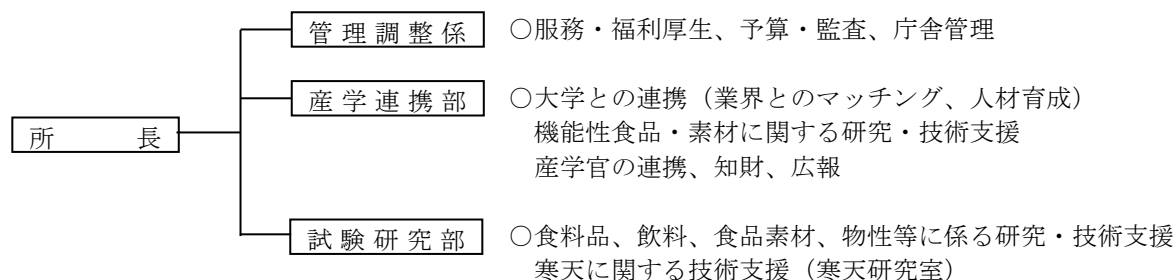 管理調整係 ○服務・福利厚生、予算・監査、庁舎管理
産学連携部 ○大学との連携（業界とのマッチング、人材育成）
機能性食品・素材に関する研究・技術支援
所長
産学官の連携、知財、広報
試験研究部 ○食料品、飲料、食品素材、物性等に係る研究・技術支援
寒天に関する技術支援（寒天研究室）